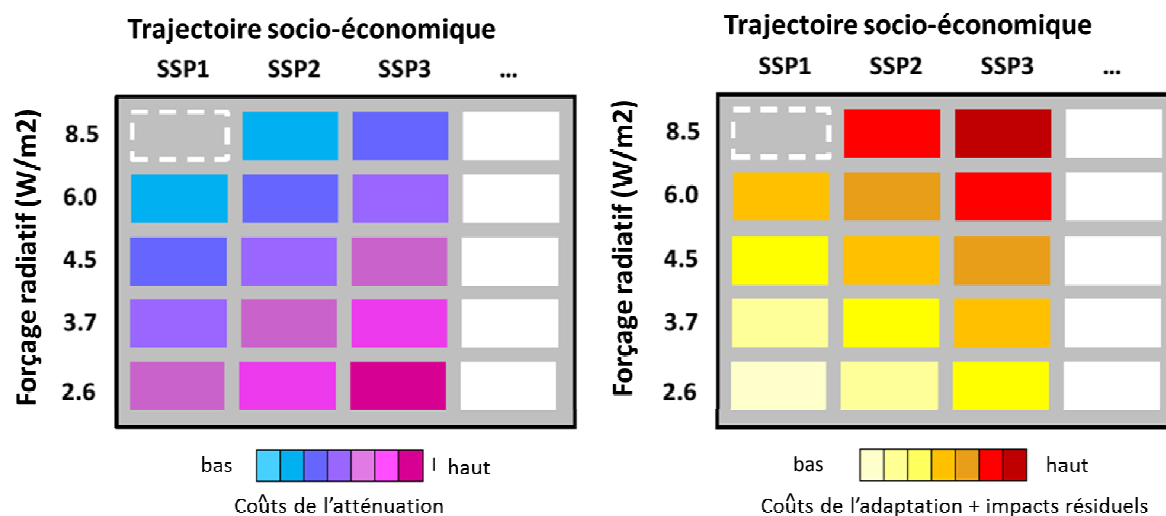 Trajectoire socio-économique
SSP1 SSP2 SSP3 ...
Forçage radiatif (W/m2)
8.5
6.0
4.5
3.7
2.6
bas haut
Coûts de l'atténuation
Trajectoire socio-économique
SSP1 SSP2 SSP3 ...
Forçage radiatif (W/m2)
8.5
6.0
4.5
3.7
2.6
bas haut
Coûts de l'adaptation + impacts résiduels